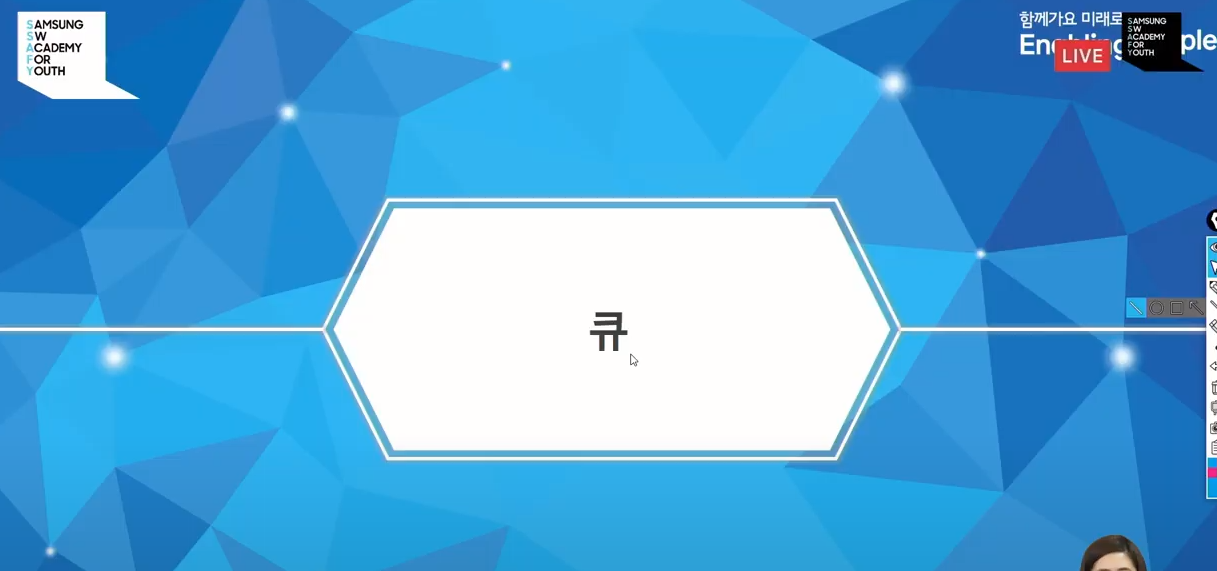 SAMSUNG
SW
ACADEMY
FOR
YOUTH
함께가요 미래로
LIVE
SAMSUNG
SW
ACADEMY
FOR
YOUTH
큐